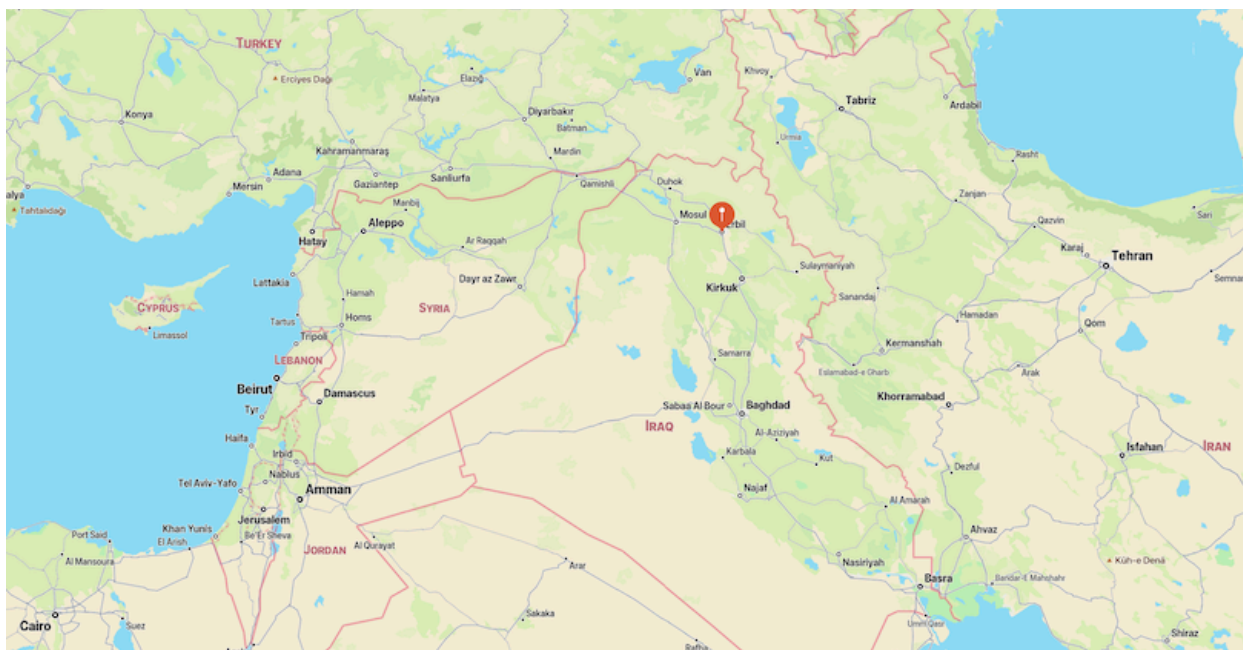 TURKEY
Erciyes Dağı
Konya
Elazığ
Malatya
Van
Khvoy
Tabriz
Ardabil
Diyarbakır
Batman
Urmia
Kahramanmaraş
Mardin
Rasht
Adana
Gaziantep
Sanliurfa
Qamishli
Duhok
Mersin
alya
Tahtalıdağı
Manbij
Zanjan
Sari
Mosul
Erbil
Qazvin
Hatay
Aleppo
Ar Raqqah
Karaj
Tehran
Lattakia
Dayr az Zawr
Kirkuk
Sulaymaniyah
Sanandaj
Semnan
Hamah
CYPRUS
SYRIA
Tartus
Homs
Hamadan
Qom
Limassol
Tripoli
LEBANON
Samarra
Kermanshah
Eslamabad-e Gharb
Arak
Beirut
Damascus
Khorramabad
Tyr
Sabaa Al Bour
Baghdad
IRAQ
Al-Aziziyah
Haifa
Irbid
Karbala
Kut
Isfahan
IRAN
Nablus
Dezful
Tel Aviv-Yafo
Amman
Najaf
Al Amarah
Jerusalem
Khan Yunis
Port Said
El Arish
Be'Er Sheva
Ahvaz
JORDAN
Al Qurayat
Al Mansoura
Nasiriyah
Arar
Kūh-e Denā
Basra
Bandar-E Mahshahr
Cairo
Suez
Sakaka
Umm Qasr
Rafha
Shiraz